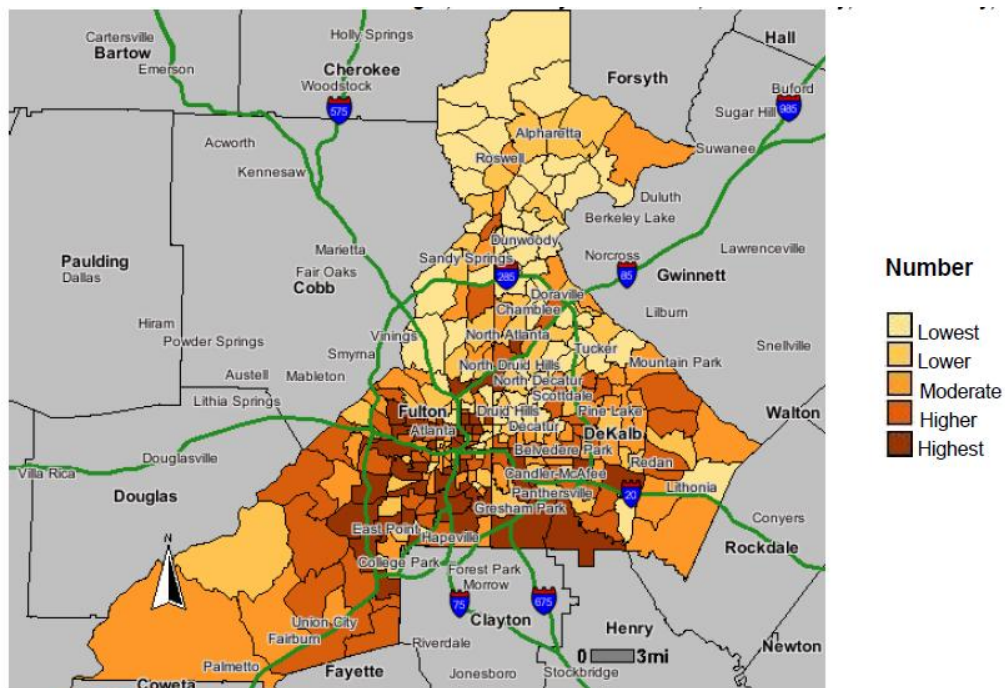 Hall
Cartersville
Holly Springs
Bartow
Emerson
Cherokee
Forsyth
Woodstock
Buford
575
985
Sugar Hill
Alpharetta
Acworth
Roswell
Suwanee
Kennesaw
Duluth
Berkeley Lake
Marietta
Dunwoody
Lawrenceville
Paulding
Sandy Springs
Norcross
Dallas
Fair Oaks
285
85
Gwinnett
Cobb
Doraville
Chamblee
Lilburn
Hiram
Vinings
North Atlanta
Powder Springs
Smyrna
Tucker
Snellville
Mountain Park
Austell
Mableton
North Druid Hills
North Decatur
Scottdale
Lithia Springs
Fulton
Druid Hills
Pine Lake
Walton
Atlanta
Decatur
DeKalb
Douglasville
Belvedere Park
Villa Rica
Candler-McAfee
Redan
Douglas
Panthersville
20
Lithonia
Gresham Park
East Point
Hapeville
Conyers
N
Rockdale
College Park
Forest Park
Morrow
75
675
Union City
Clayton
Henry
Fairburn
Riverdale
Newton
Palmetto
Fayette
0 3mi
Coweta
Jonesboro
Stockbridge
Number
Lowest
Lower
Moderate
Higher
Highest